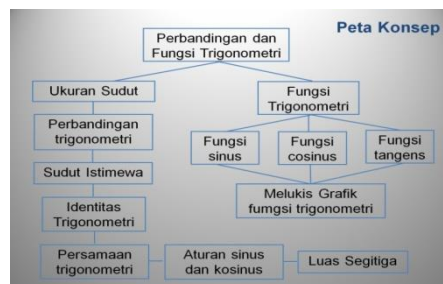 Peta Konsep
Perbandingan dan
Fungsi Trigonometri
Ukuran Sudut
Fungsi
Trigonometri
Perbandingan
trigonometri
Fungsi
sinus
Fungsi
cosinus
Fungsi
tangens
Sudut Istimewa
Melukis Grafik
fumgsi trigonometri
Identitas
Trigonometri
Persamaan
trigonometri
Aturan sinus
dan kosinus
Luas Segitiga